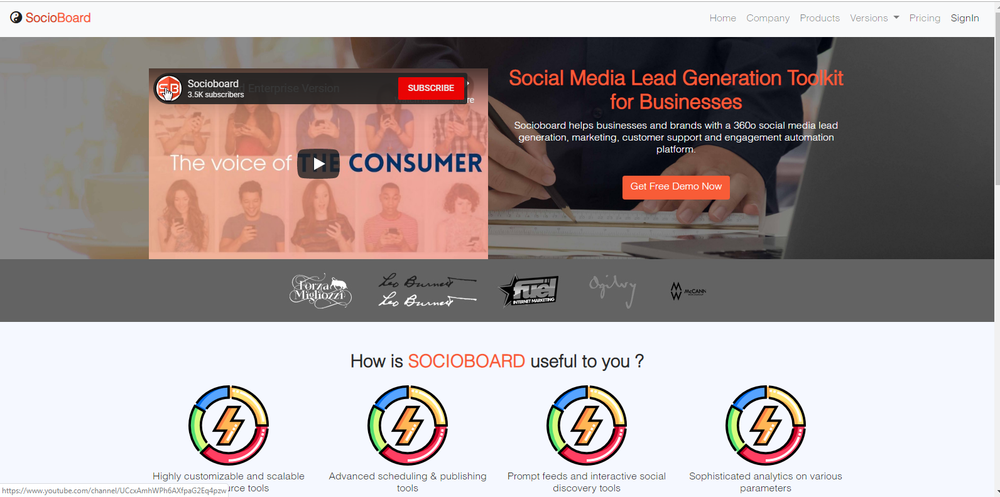 SocioBoard
Home Company Products Versions Pricing SignIn
Socioboard
3.5K subscribers
Enterprise Version
SUBSCRIBE
The voice of THE CONSUMER
Social Media Lead Generation Toolkit
for Businesses
Socioboard helps businesses and brands with a 360o social media lead
generation, marketing, customer support and engagement automation
platform.
Get Free Demo Now
Forza
Migliozzi
Leo Burnett
Leo Burnett
fuel
INTERNET MARKETING
Ogilvy
McCANN
How is SOCIOBOARD useful to you ?
Highly customizable and scalable
tools
Advanced scheduling & publishing
tools
Prompt feeds and interactive social
discovery tools
Sophisticated analytics on various
parameters
https://www.youtube.com/channel/UCcxAmhWPh6AXfpaG2Eq4pzw